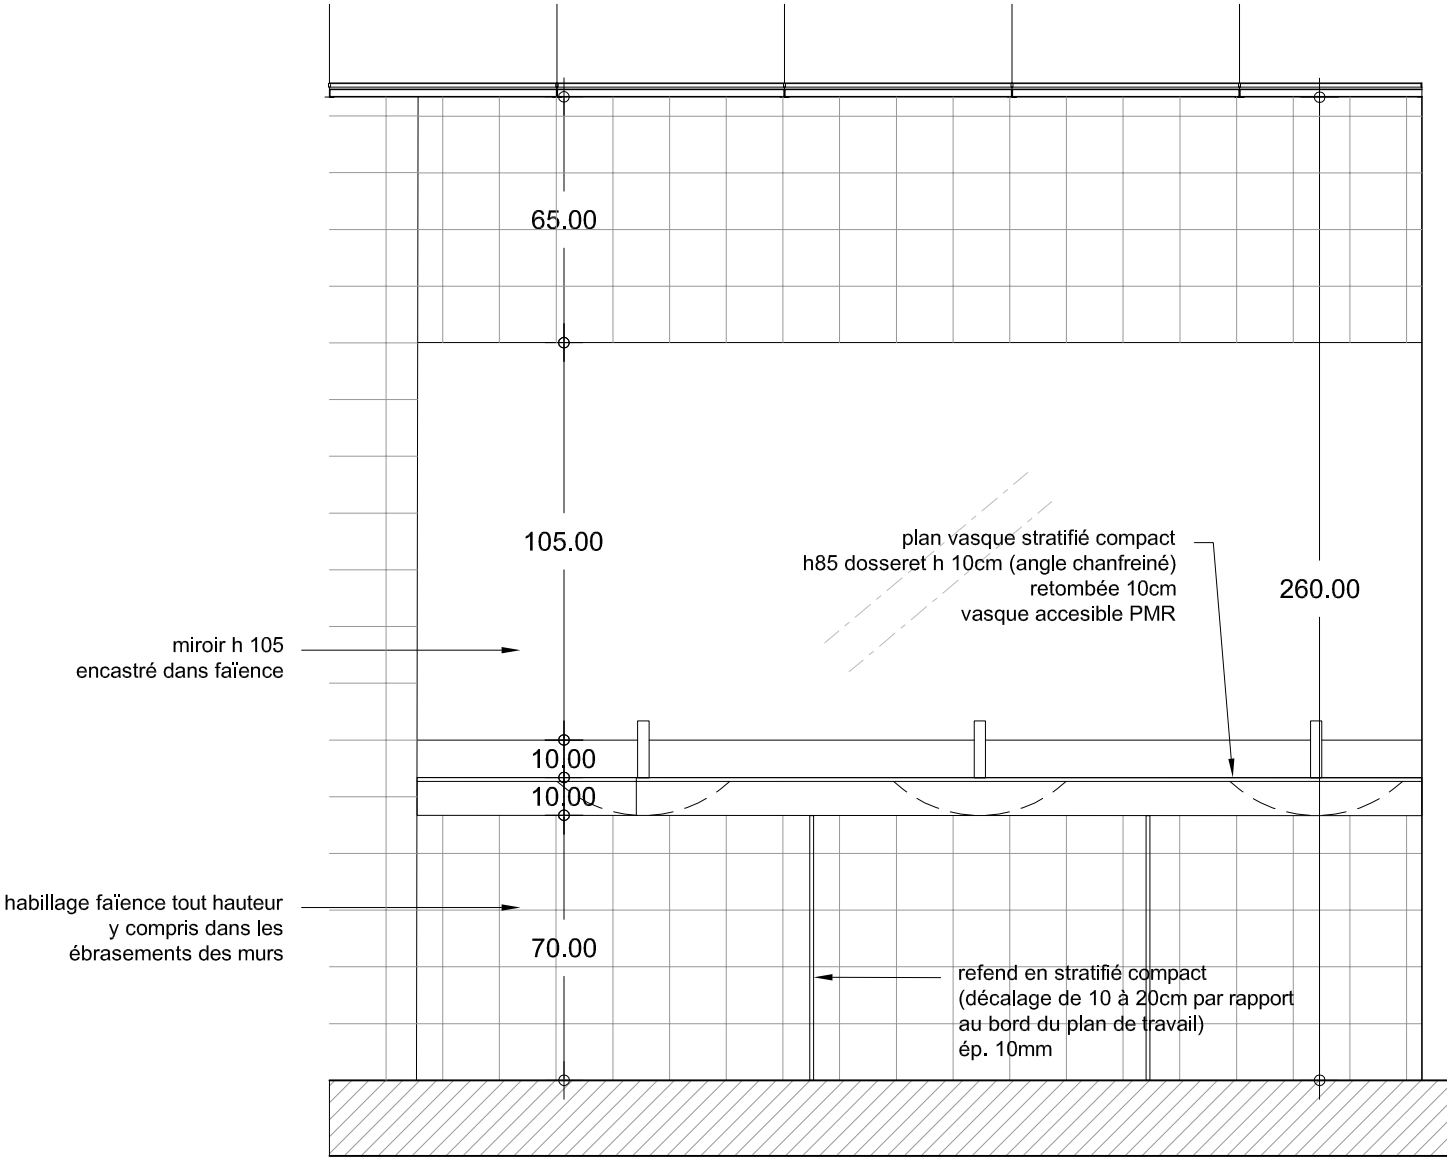 65.00
105.00
plan vasque stratifié compact
h85 dosseret h 10cm (angle chanfreiné)
retombée 10cm
vasque accesible PMR
260.00
miroir h 105
encastré dans faïence
10.00
10.00
habillage faïence tout hauteur
y compris dans les
ébrasements des murs
70.00
refend en stratifié compact
(décalage de 10 à 20cm par rapport
au bord du plan de travail)
ép. 10mm